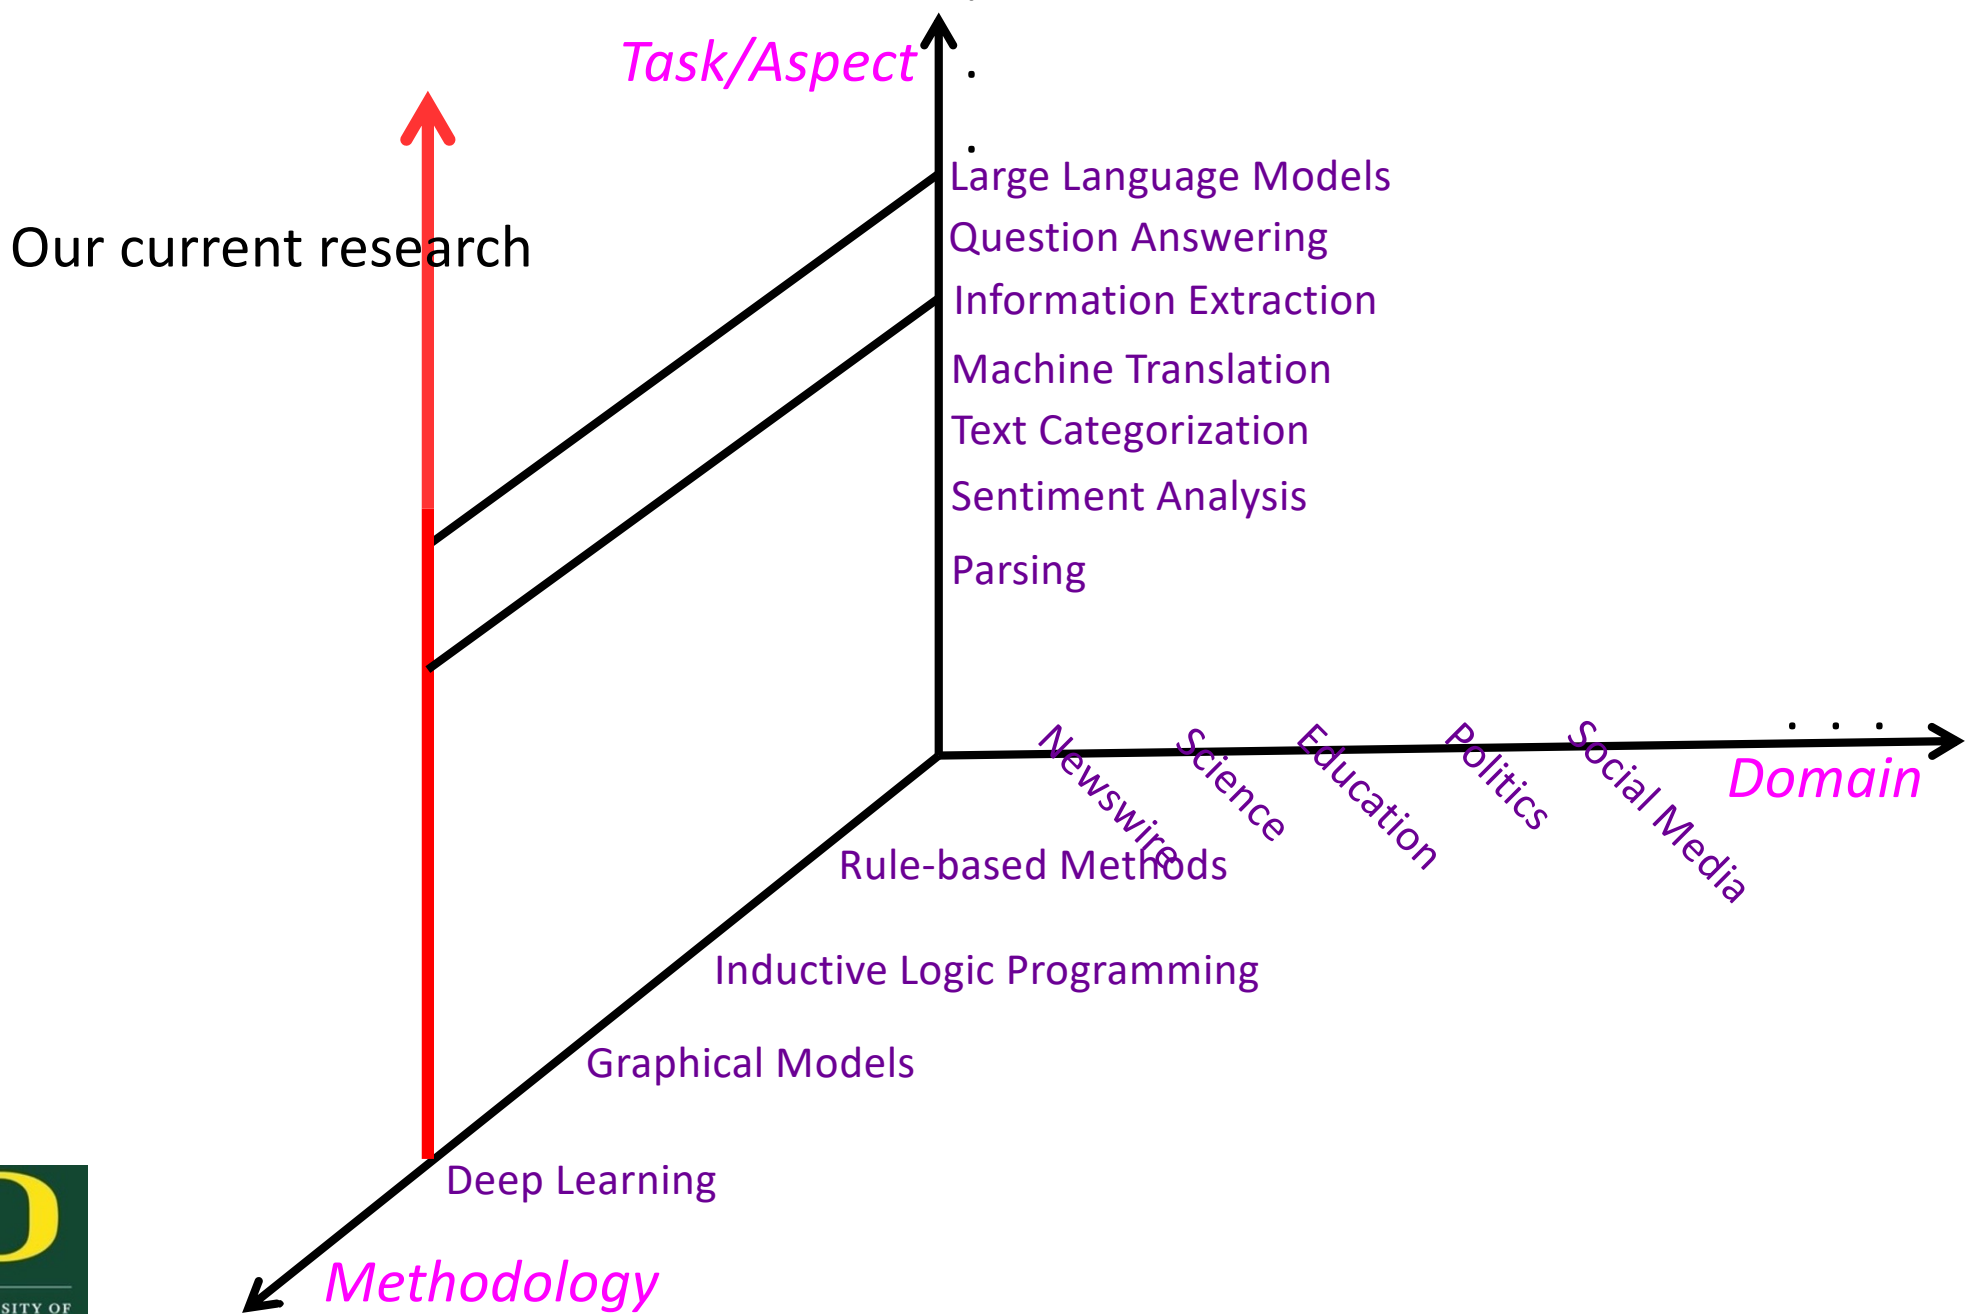 Task/Aspect
.
.
Large Language Models
Our current research
Question Answering
Information Extraction
Machine Translation
Text Categorization
Sentiment Analysis
Parsing
. . .
Newswire
Science
Education
Politics
Social Media
Domain
Rule-based Methods
Inductive Logic Programming
Graphical Models
Deep Learning
Methodology
OF